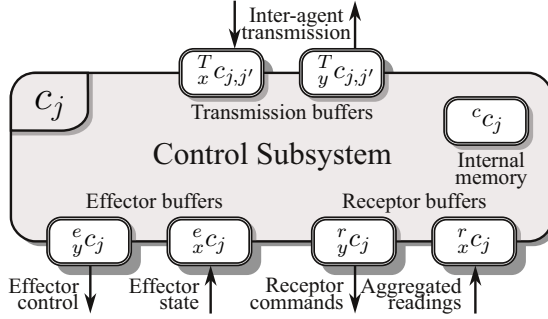 Inter-agent
transmission
T x c j,j′
T y c j,j′
c j
Transmission buffers
c c j
Control Subsystem
Internal
memory
Effector buffers
Receptor buffers
e y c j
e x c j
r y c j
r x c j
Effector
control
Effector
state
Receptor
commands
Aggregated
readings